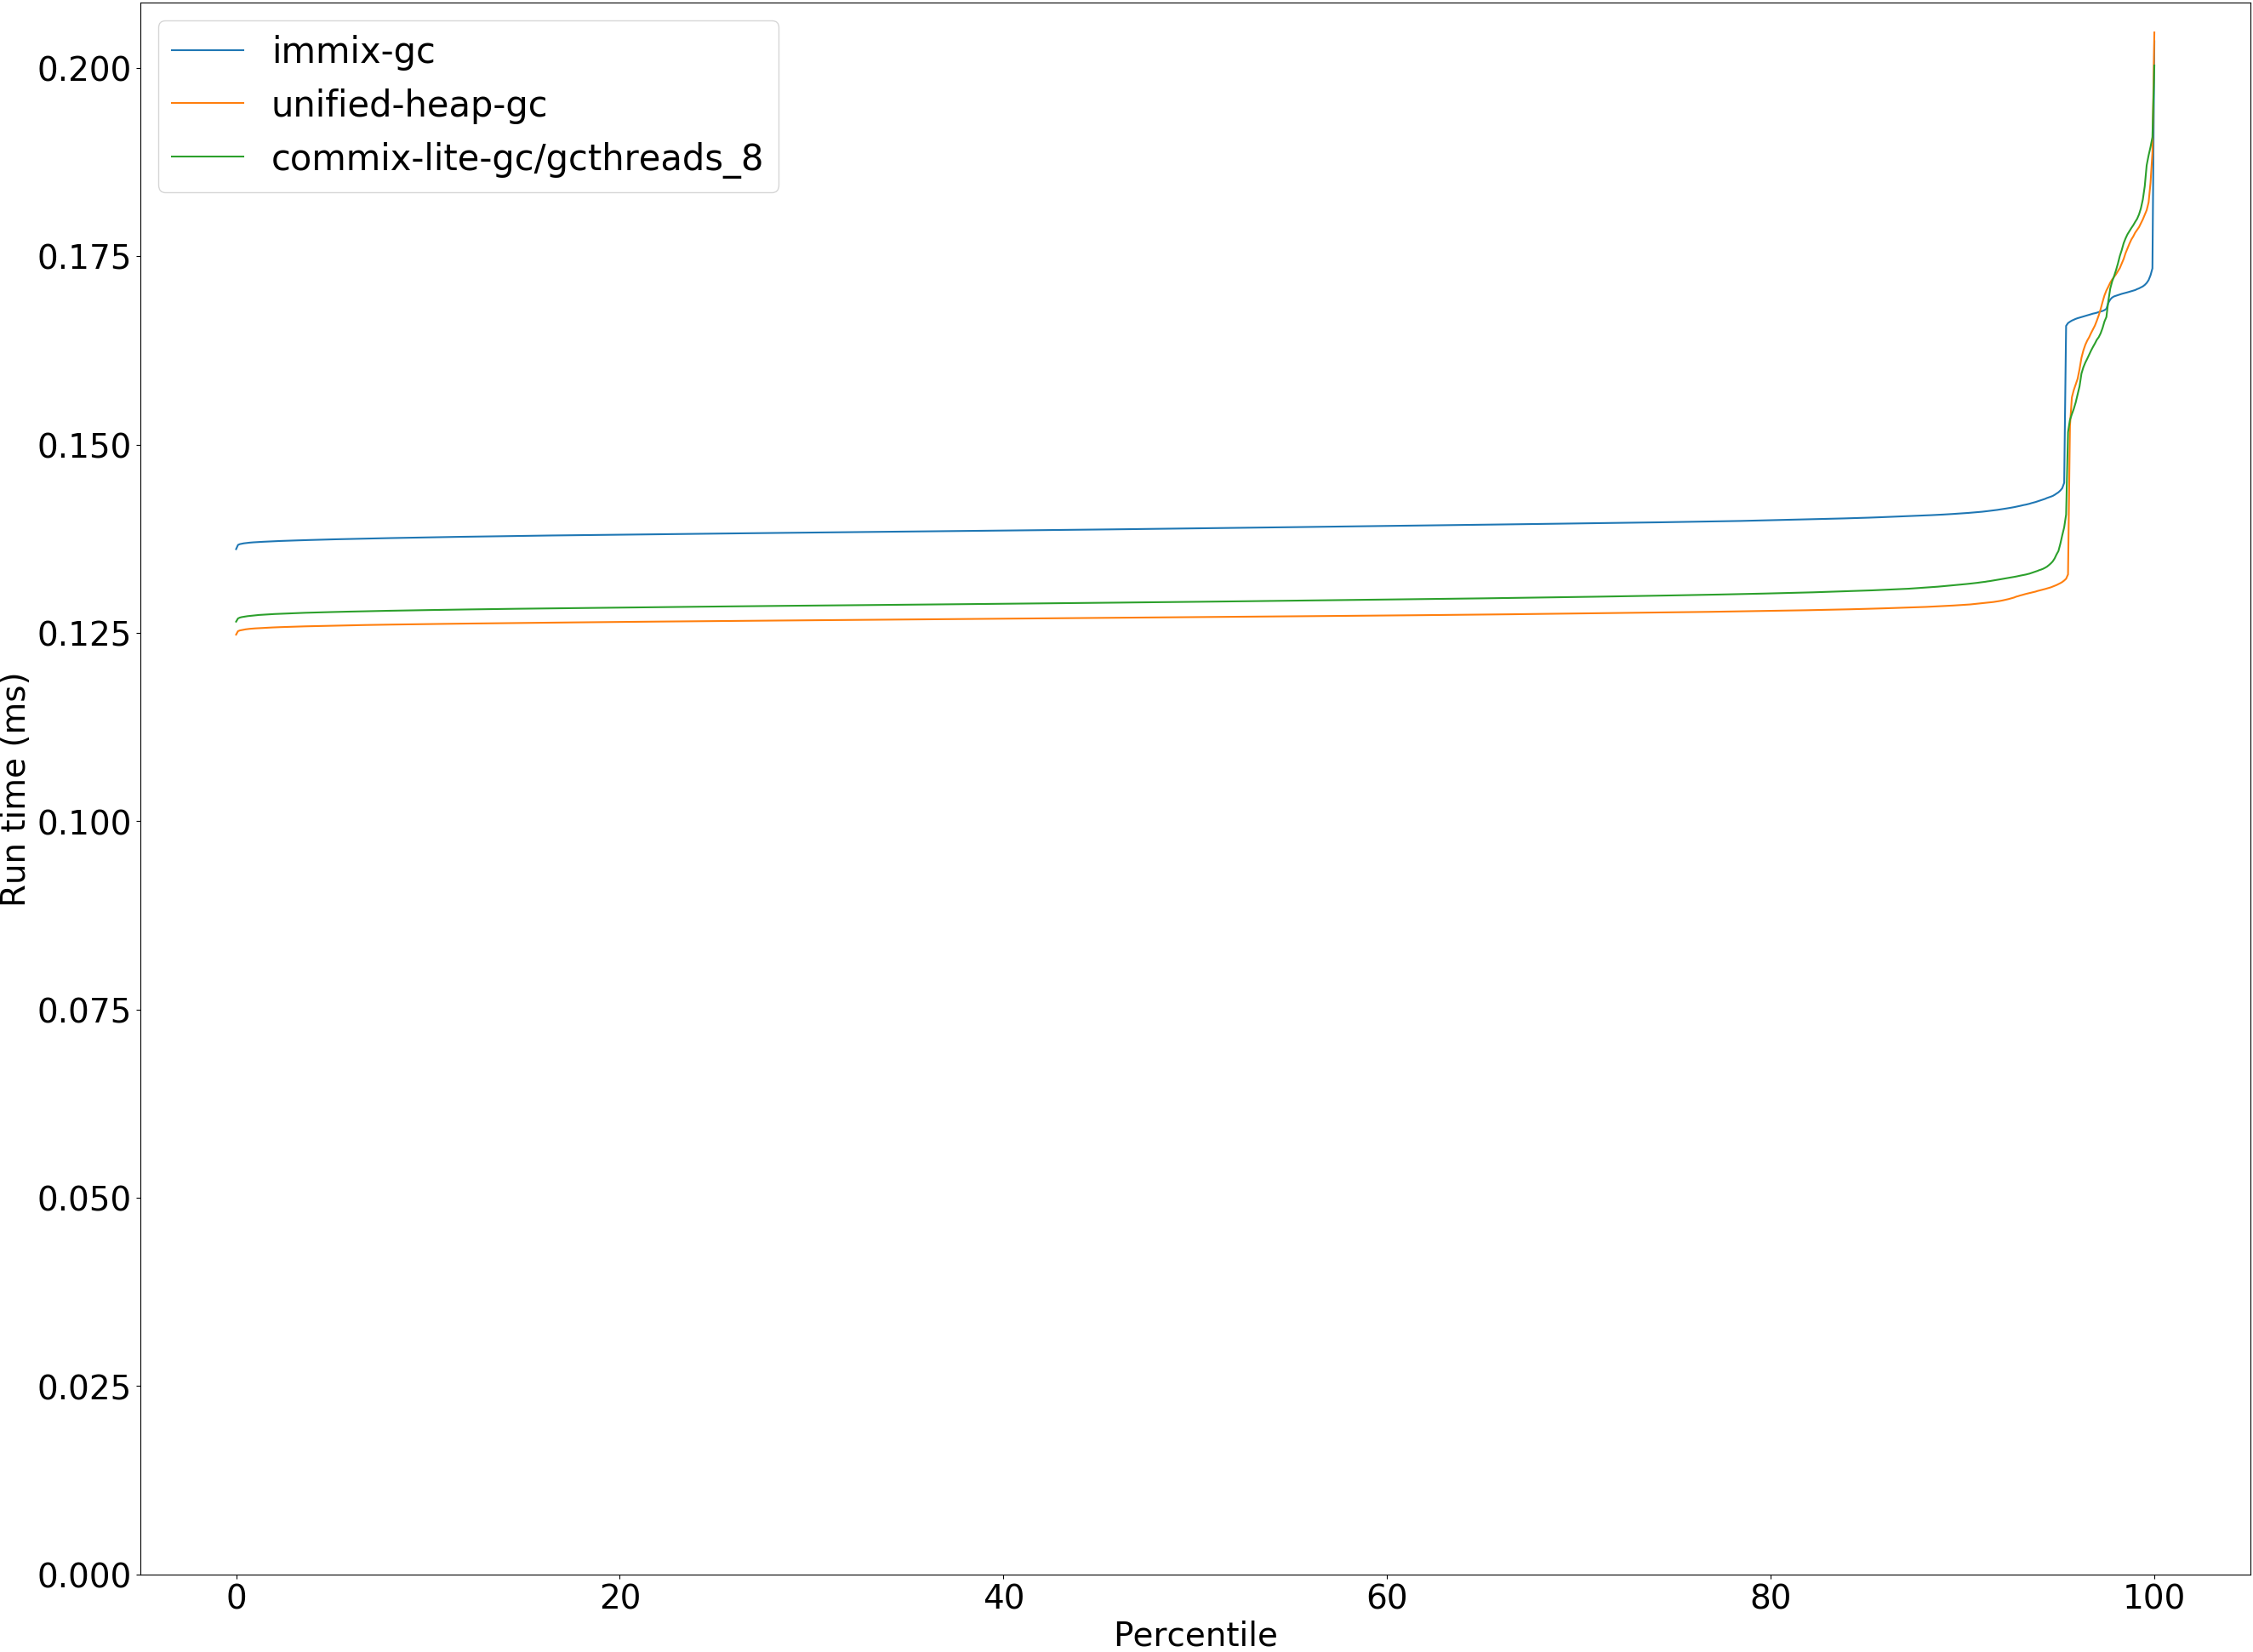 immix-gc
unified-heap-gc
commix-lite-gc/gcthreads_8
0.200
0.175
0.150
0.125
0.100
0.075
0.050
0.025
0.000
Run time (ms)
0 20 40 60 80 100
Percentile